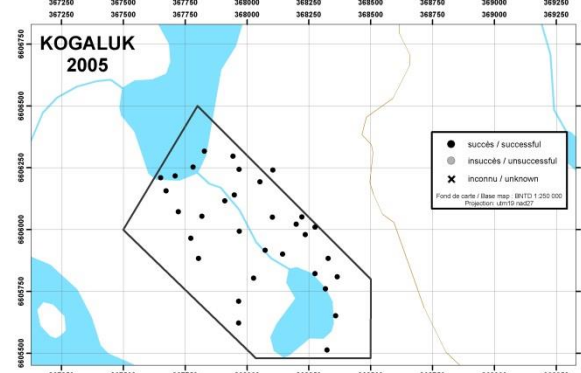 367250 367500 367750 368000 368250 368500 368750 369000 369250
KOGALUK
2005
6606750
6606500
6606250
6606000
6605750
6605500
succès / successful
insuccès / unsuccessful
inconnu / unknown
Fond de carte / Base map : BNTD 1:250 000
Projection: utm19 nad27